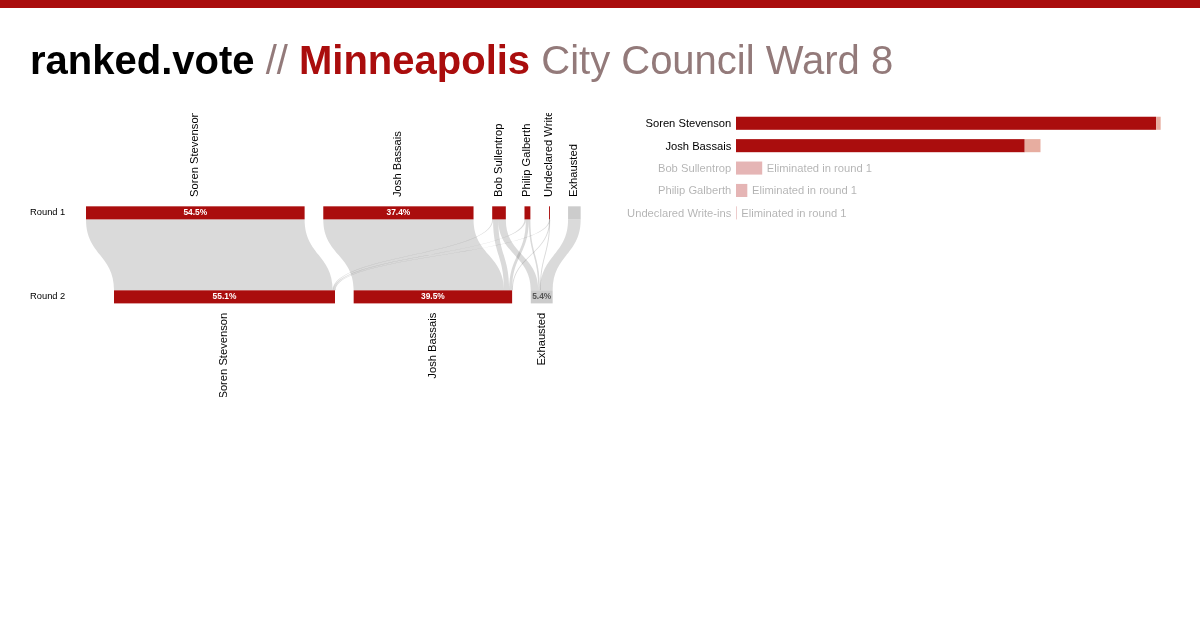 ranked.vote // Minneapolis City Council Ward 8
Soren Stevenson
Josh Bassais
Bob Sullentrop
Philip Galberth
Undeclared Write
Exhausted
Round 1
54.5%
37.4%
Round 2
55.1%
39.5%
5.4%
Soren Stevenson
Josh Bassais
Exhausted
Soren Stevenson
Josh Bassais
Bob Sullentrop Eliminated in round 1
Philip Galberth Eliminated in round 1
Undeclared Write-ins Eliminated in round 1